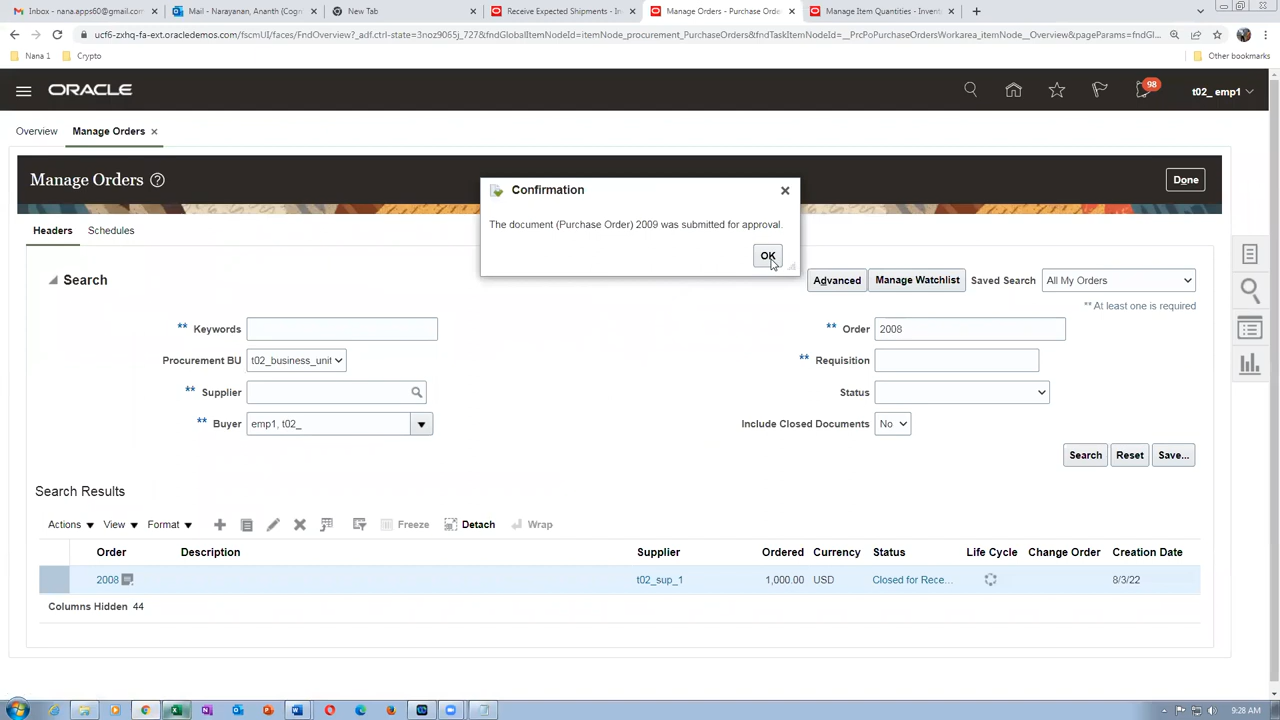 Inbox - nana.apps60@gmail.com
Mail - Narayanan, Ananth (Cogn
New Tab
Receive Expected Shipments - In
Manage Orders - Purchase Orde
Manage Item Quantities - Invent
ucf6-zxhq-fa-ext.oracledemos.com/fscmUI/faces/FndOverview?_adf.ctrl-state=3noz9065j_727&fndGlobalItemNodeId=itemNode_procurement_PurchaseOrders&fndTaskItemNodeId=__PrcPoPurchaseOrdersWorkarea_itemNode__Overview&pageParams=fndGl...
Nana 1
Crypto
Other bookmarks
ORACLE
98
t02_ emp1
Overview
Manage Orders
Manage Orders
Done
Confirmation
The document (Purchase Order) 2009 was submitted for approval.
OK
Headers
Schedules
Search
Advanced
Manage Watchlist
Saved Search
All My Orders
** At least one is required
** Keywords
** Order
2008
Procurement BU
t02_business_unit
** Requisition
** Supplier
Status
** Buyer
emp1, t02_
Include Closed Documents
No
Search
Reset
Save...
Search Results
Actions
View
Format
Freeze
Detach
Wrap
Order
Description
Supplier
Ordered
Currency
Status
Life Cycle
Change Order
Creation Date
2008
t02_sup_1
1,000.00
USD
Closed for Rece...
8/3/22
Columns Hidden 44
9:28 AM